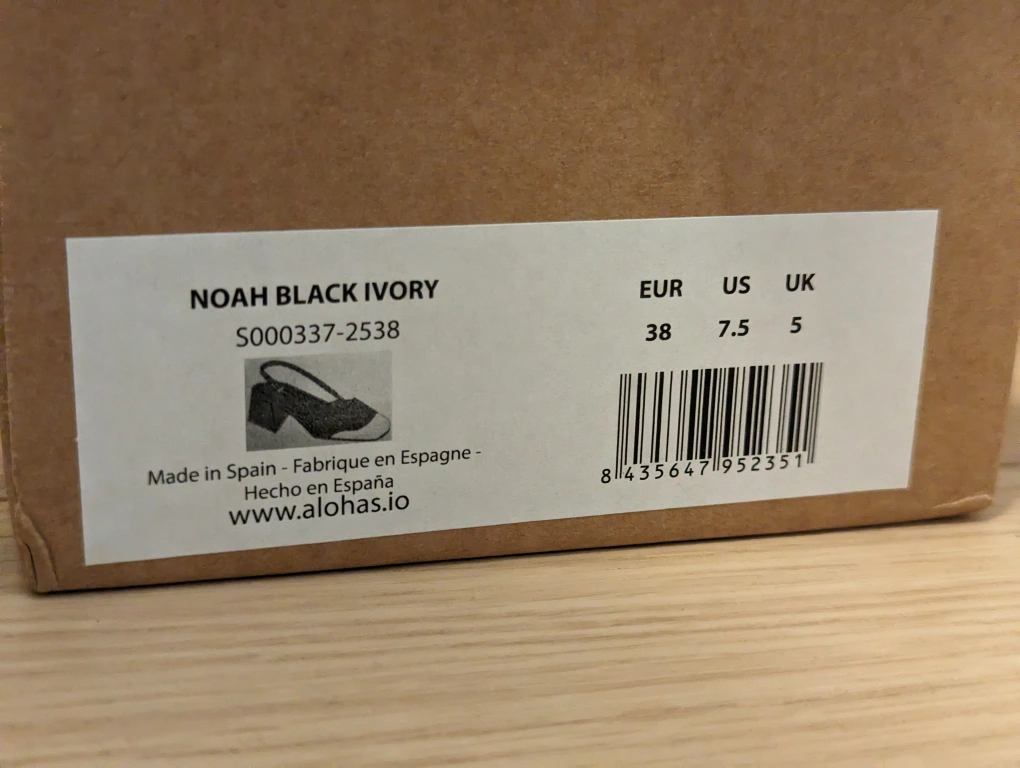 NOAH BLACK IVORY
S000337-2538
Made in Spain - Fabrique en Espagne -
Hecho en España
www.alohas.io
EUR US UK
38 7.5 5
8 435647 952351